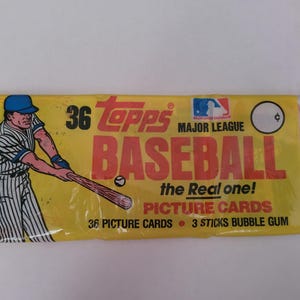 36 Topps®
MAJOR LEAGUE
¢
BASEBALL
the Real one!
PICTURE CARDS
36 PICTURE CARDS • 3 STICKS BUBBLE GUM